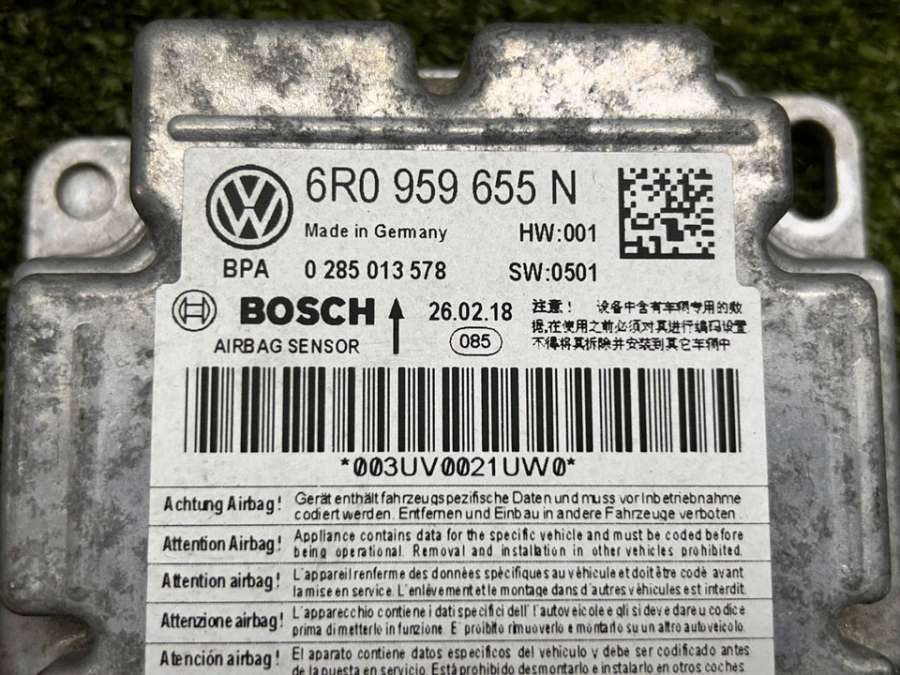 6R0 959 655 N
Made in Germany HW:001
BPA 0 285 013 578 SW:0501
BOSCH 26.02.18
AIRBAG SENSOR 085
注意! 设备中含有车辆专用的数
据,在使用之前必须对其进行编码设置
不得将其拆除并安装到其它车辆中
*003UV0021UW0*
Achtung Airbag! Gerät enthält fahrzeugspezifische Daten und muss vor Inbetriebnahme
codiert werden. Entfernen und Einbau in andere Fahrzeuge verboten.
Attention Airbag! Appliance contains data for the specific vehicle and must be coded before
being operational. Removal and installation in other vehicles prohibited.
Attention airbag! L'appareil renferme des données spécifiques au véhicule et doit être codé avant
la mise en service. L'enlèvement et le montage dans d'autres véhicules est interdit.
Attenzione airbag! L'apparecchio contiene i dati specifici dell' l'autoveicolo e gli si deve dare u codice
prima di metterlo in funzione. E' proibito rimuoverlo e montarlo su un altro autoveicolo.
Atención airbag! El aparato contiene datos específicos del vehículo y debe ser codificado antes
de la puesta en servicio. Está prohibido desmontarlo e instalarlo en otros coches